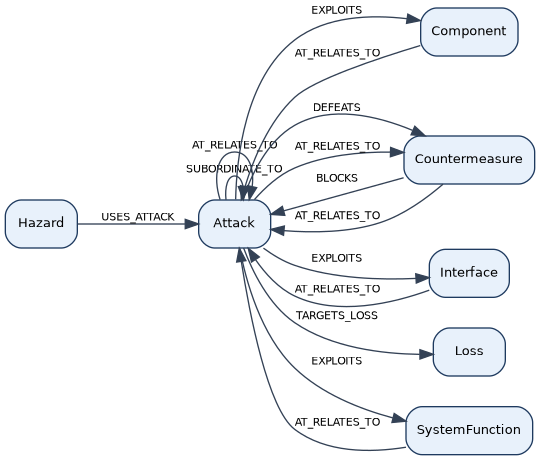 EXPLOITS
Component
AT_RELATES_TO
DEFEATS
AT_RELATES_TO
AT_RELATES_TO
Countermeasure
SUBORDINATE_TO
BLOCKS
Hazard
USES_ATTACK
Attack
AT_RELATES_TO
EXPLOITS
Interface
AT_RELATES_TO
TARGETS_LOSS
Loss
EXPLOITS
AT_RELATES_TO
SystemFunction